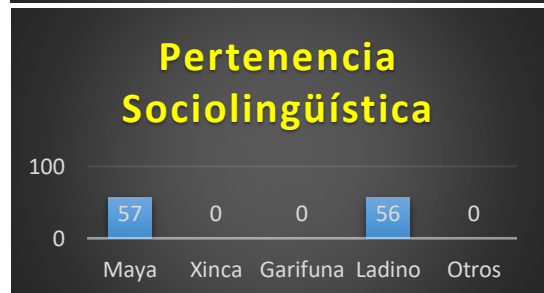 Pertenencia
Sociolingüística
100
57 0 0 56 0
0
Maya Xinca Garifuna Ladino Otros